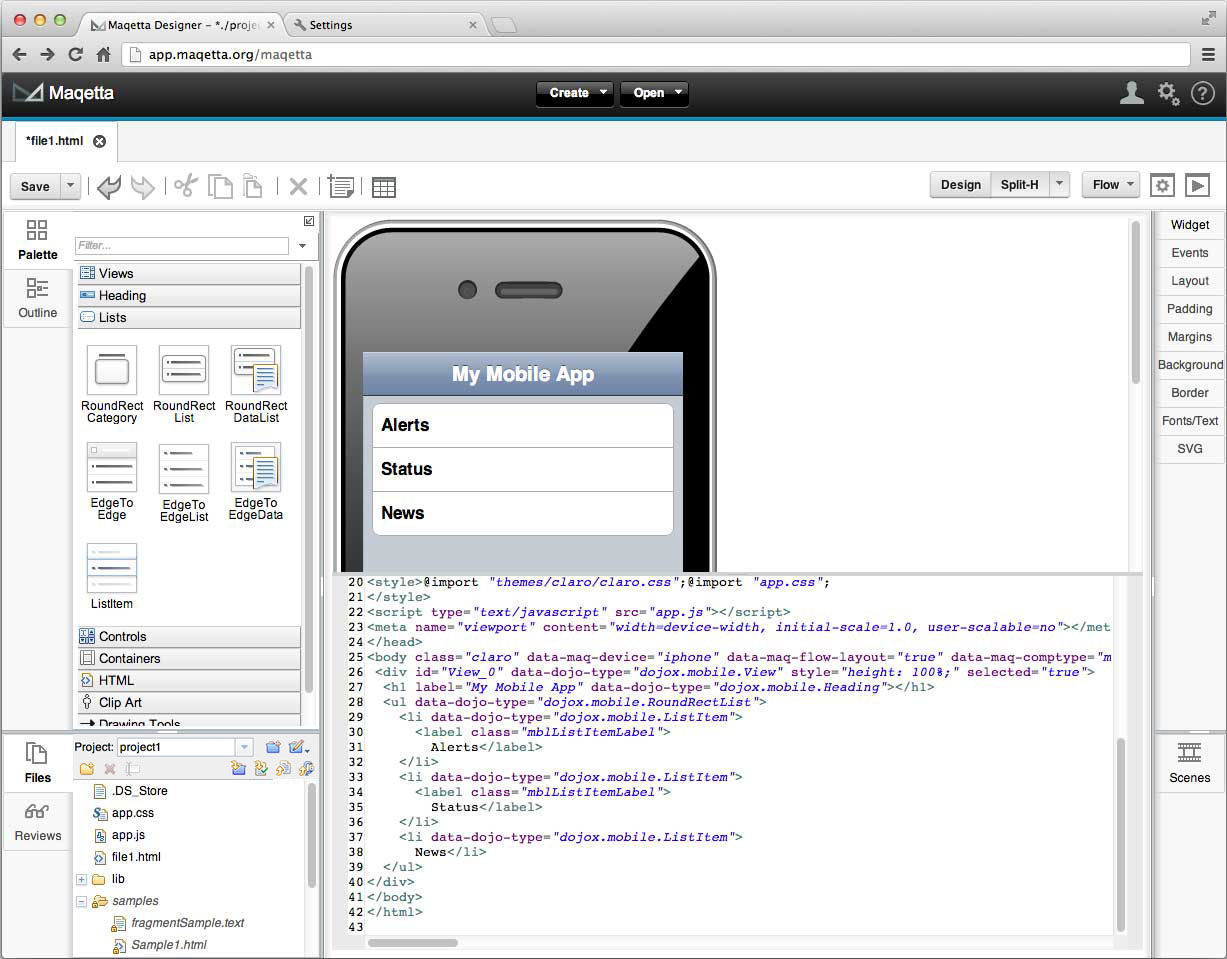 Maqetta Designer – *./proje
Settings
app.maqetta.org/maqetta
Maqetta
Create
Open
?
*file1.html
Save
Design
Split-H
Flow
Palette
Outline
Filter...
Views
Heading
Lists
RoundRect
Category
RoundRect
List
RoundRect
DataList
EdgeTo
Edge
EdgeTo
EdgeList
EdgeTo
EdgeData
ListItem
Controls
Containers
HTML
Clip Art
Drawing Tools
My Mobile App
Alerts
Status
News
20 <style>@import "themes/claro/claro.css";@import "app.css";
21 </style>
22 <script type="text/javascript" src="app.js"></script>
23 <meta name="viewport" content="width=device-width, initial-scale=1.0, user-scalable=no"></met
24 </head>
25 <body class="claro" data-maq-device="iphone" data-maq-flow-layout="true" data-maq-comptype="m
26 <div id="View_0" data-dojo-type="dojox.mobile.View" style="height: 100%;" selected="true">
27 <h1 label="My Mobile App" data-dojo-type="dojox.mobile.Heading"></h1>
28 <ul data-dojo-type="dojox.mobile.RoundRectList">
29 <li data-dojo-type="dojox.mobile.ListItem">
30 <label class="mblListItemLabel">
31 Alerts</label>
32 </li>
33 <li data-dojo-type="dojox.mobile.ListItem">
34 <label class="mblListItemLabel">
35 Status</label>
36 </li>
37 <li data-dojo-type="dojox.mobile.ListItem">
38 News</li>
39 </ul>
40 </div>
41 </body>
42 </html>
43
Widget
Events
Layout
Padding
Margins
Background
Border
Fonts/Text
SVG
Scenes
Files
Reviews
Project: project1
.DS_Store
app.css
app.js
file1.html
lib
samples
fragmentSample.text
Sample1.html